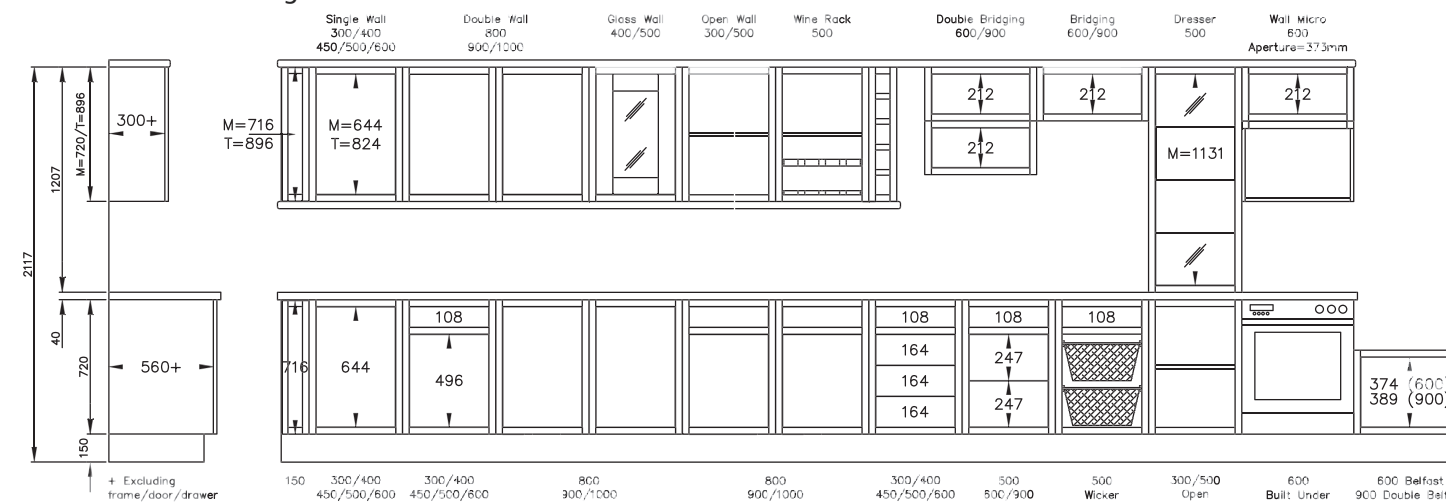 Single Wall
300/400
450/500/600
Double Wall
800
900/1000
Glass Wall
400/500
Open Wall
300/500
Wine Rack
500
Double Bridging
600/900
Bridging
600/900
Dresser
500
Wall Micro
600
Aperture=373mm
2117
1207
M=720/T=896
300+
M=716
T=896
M=644
T=824
212
212
212
M=1131
212
40
720
150
560+
716
644
108
496
108
164
164
164
108
247
247
108
374 (600)
389 (900)
+ Excluding
frame/door/drawer
150
300/400
450/500/600
300/400
450/500/600
800
900/1000
800
900/1000
300/400
450/500/600
500
600/900
500
Wicker
300/500
Open
600
Built Under
600 Belfast
900 Double Belf